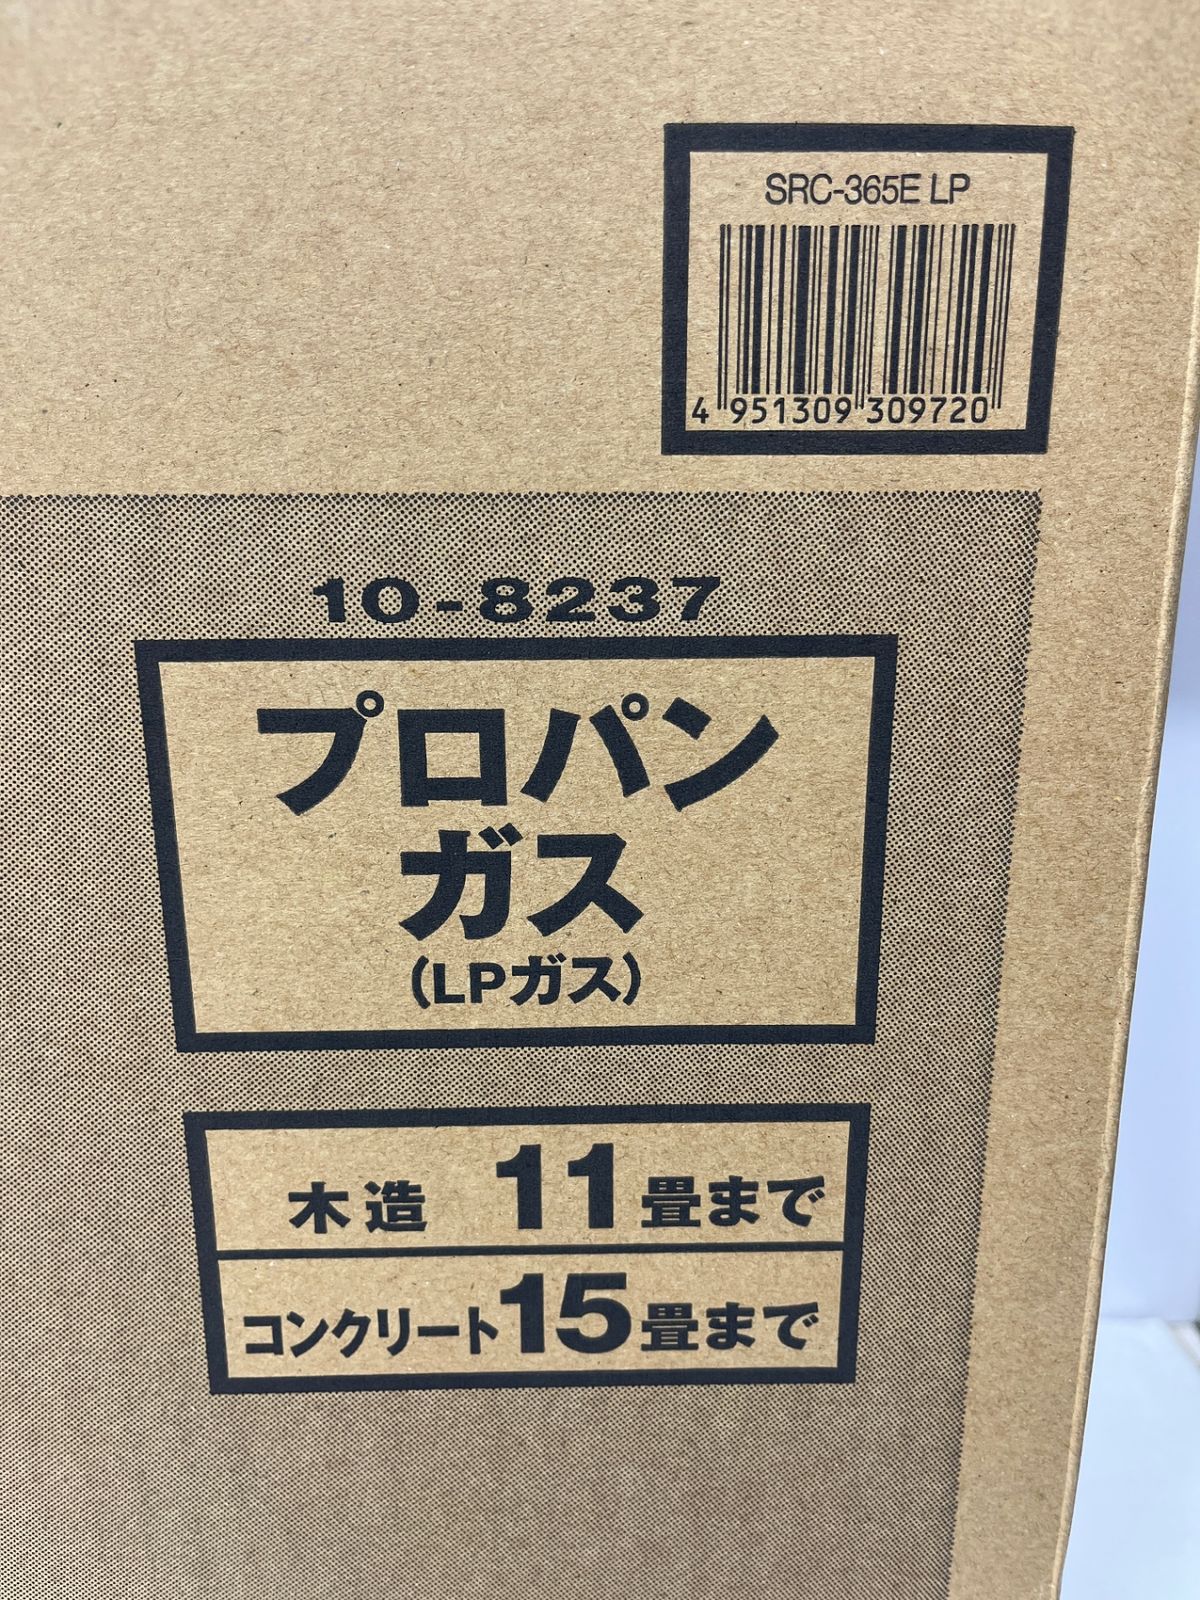 SRC-365E LP
4 951309 309720
10-8237
プロパン
ガス
(LPガス)
木造 11畳まで
コンクリート15畳まで